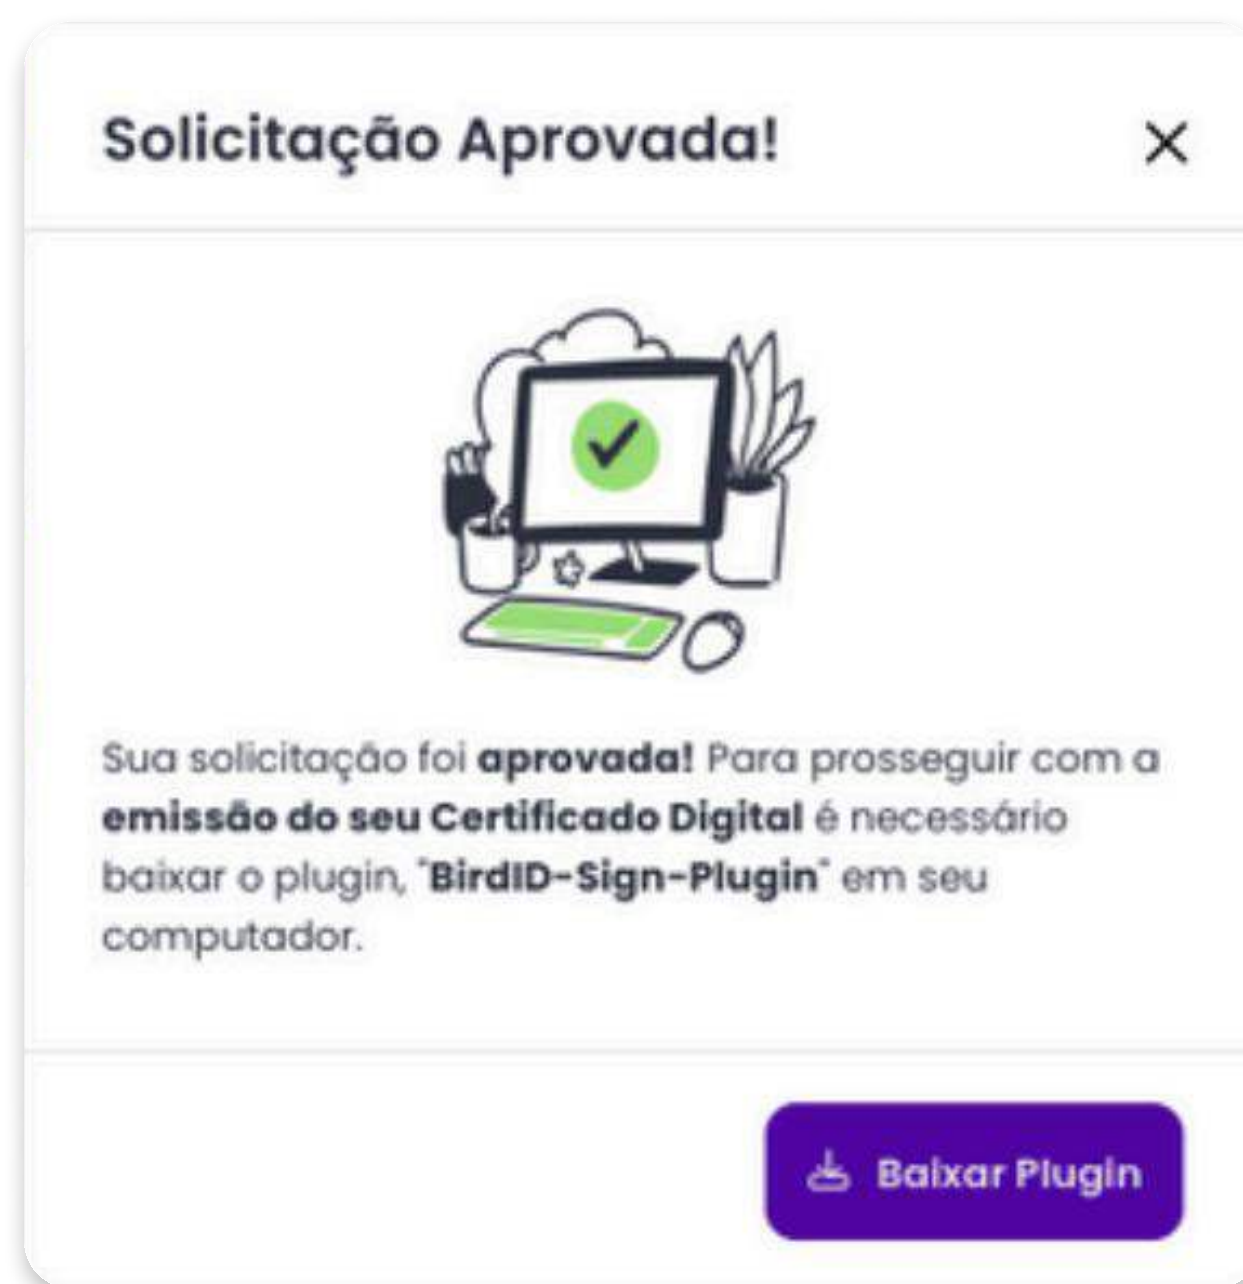 Solicitação Aprovada!
Sua solicitação foi aprovada! Para prosseguir com a
emissão do seu Certificado Digital é necessário
baixar o plugin, "BirdID-Sign-Plugin" em seu
computador.
Baixar Plugin